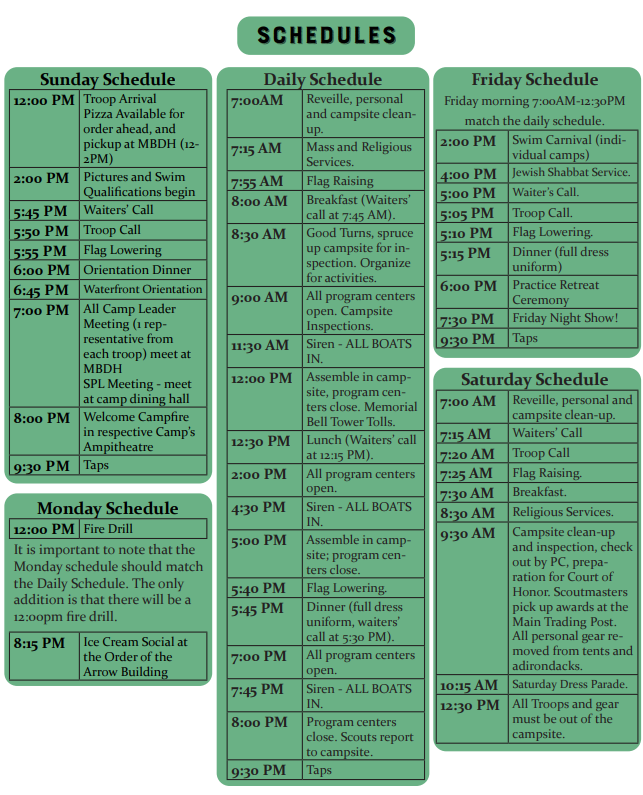 SCHEDULES
Sunday Schedule
12:00 PM Troop Arrival
Pizza Available for
order ahead, and
pickup at MBDH (12-
2PM)
2:00 PM Pictures and Swim
Qualifications begin
5:45 PM Waiters' Call
5:50 PM Troop Call
5:55 PM Flag Lowering
6:00 PM Orientation Dinner
6:45 PM Waterfront Orientation
7:00 PM All Camp Leader
Meeting (1 rep-
resentative from
each troop) meet at
MBDH
SPL Meeting - meet
at camp dining hall
8:00 PM Welcome Campfire
in respective Camp's
Ampitheatre
9:30 PM Taps
Monday Schedule
12:00 PM Fire Drill
It is important to note that the
Monday schedule should match
the Daily Schedule. The only
addition is that there will be a
12:00pm fire drill.
8:15 PM Ice Cream Social at
the Order of the
Arrow Building
Daily Schedule
7:00AM Reveille, personal
and campsite clean-
up.
7:15 AM Mass and Religious
Services.
7:55 AM Flag Raising
8:00 AM Breakfast (Waiters'
call at 7:45 AM).
8:30 AM Good Turns, spruce
up campsite for in-
spection. Organize
for activities.
9:00 AM All program centers
open. Campsite
Inspections.
11:30 AM Siren - ALL BOATS
IN.
12:00 PM Assemble in camp-
site, program cen-
ters close. Memorial
Bell Tower Tolls.
12:30 PM Lunch (Waiters' call
at 12:15 PM).
2:00 PM All program centers
open.
4:30 PM Siren - ALL BOATS
IN.
5:00 PM Assemble in camp-
site; program cen-
ters close.
5:40 PM Flag Lowering.
5:45 PM Dinner (full dress
uniform, waiters'
call at 5:30 PM).
7:00 PM All program centers
open.
7:45 PM Siren - ALL BOATS
IN.
8:00 PM Program centers
close. Scouts report
to campsite.
9:30 PM Taps
Friday Schedule
Friday morning 7:00AM-12:30PM
match the daily schedule.
2:00 PM Swim Carnival (indi-
vidual camps)
4:00 PM Jewish Shabbat Service.
5:00 PM Waiter's Call.
5:05 PM Troop Call.
5:10 PM Flag Lowering.
5:15 PM Dinner (full dress
uniform)
6:00 PM Practice Retreat
Ceremony
7:30 PM Friday Night Show!
9:30 PM Taps
Saturday Schedule
7:00 AM Reveille, personal and
campsite clean-up.
7:15 AM Waiters' Call
7:20 AM Troop Call
7:25 AM Flag Raising.
7:30 AM Breakfast.
8:30 AM Religious Services.
9:30 AM Campsite clean-up
and inspection, check
out by PC, prepa-
ration for Court of
Honor. Scoutmasters
pick up awards at the
Main Trading Post.
All personal gear re-
moved from tents and
adirondacks.
10:15 AM Saturday Dress Parade.
12:30 PM All Troops and gear
must be out of the
campsite.